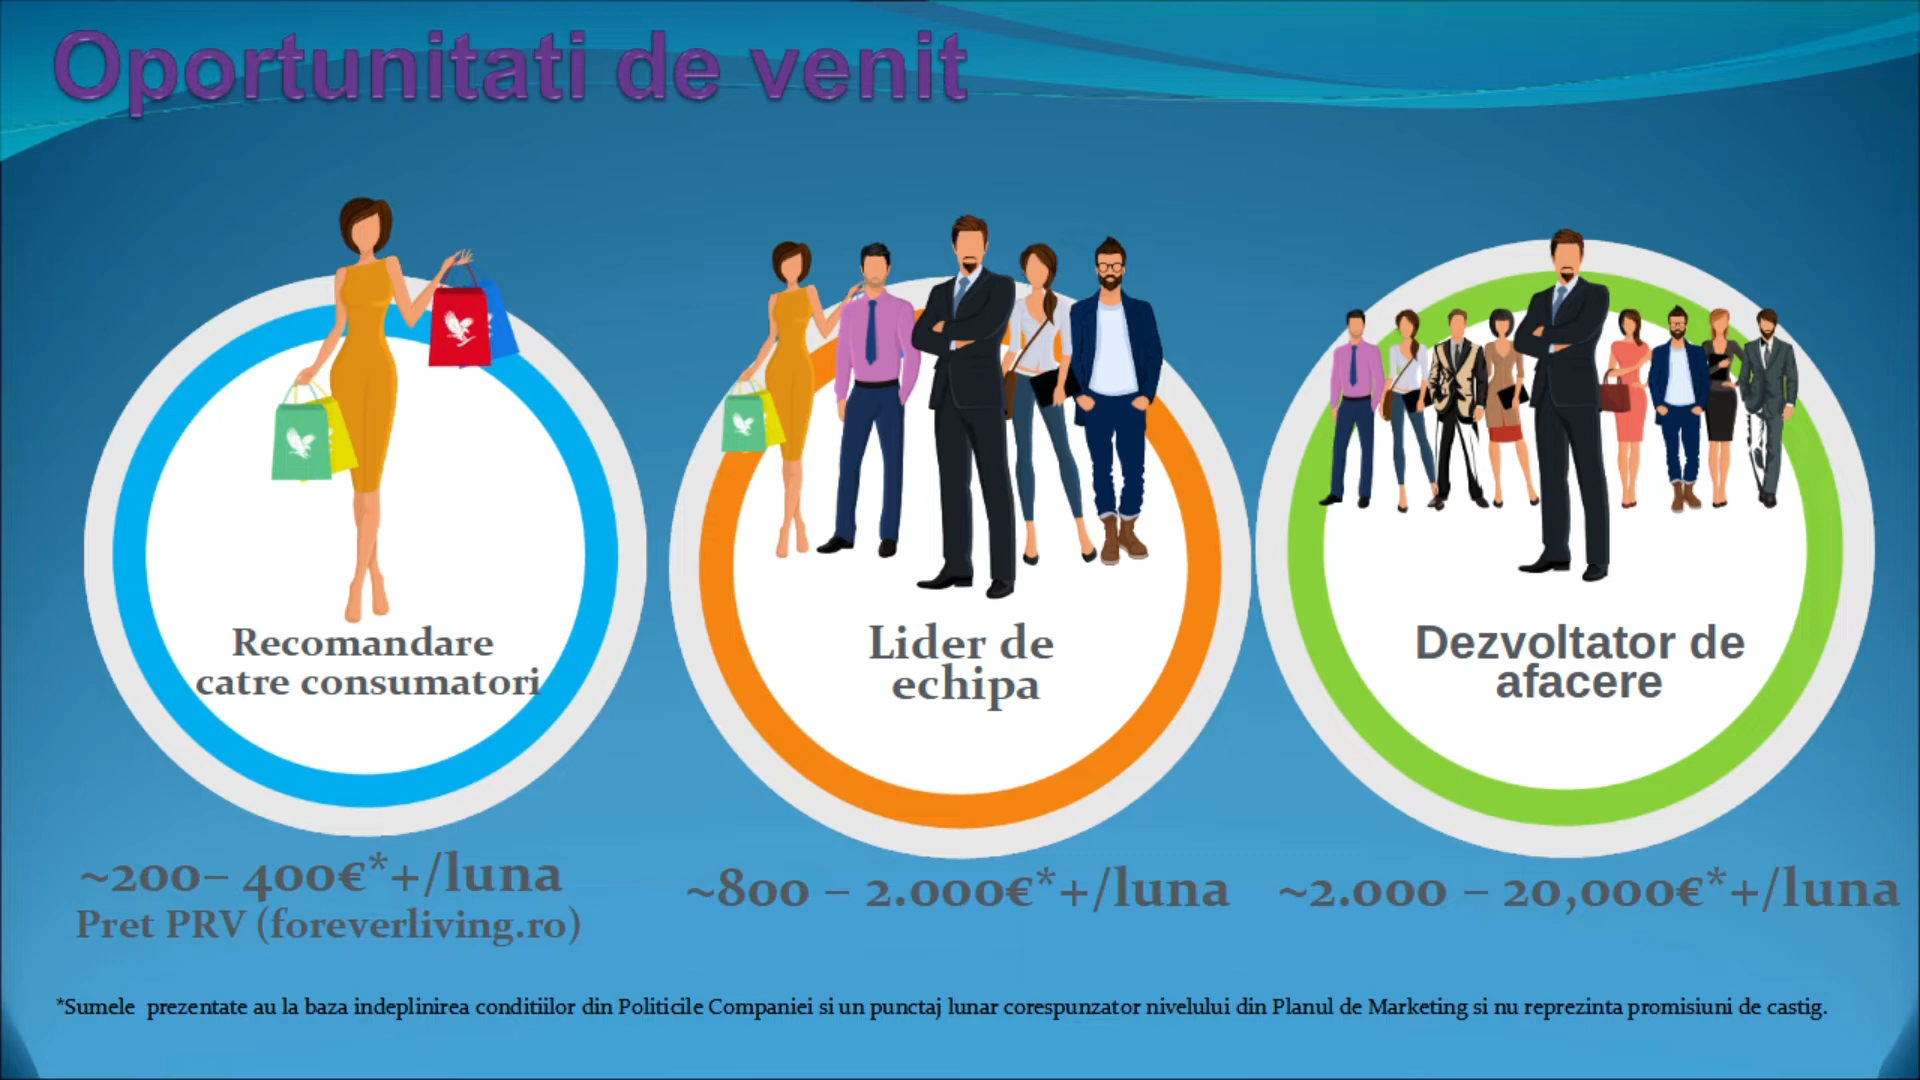 Oportunitati de venit
Recomandare
catre consumatori
Lider de
echipa
Dezvoltator de
afacere
~200– 400€*+/luna
Pret PRV (foreverliving.ro)
~800 – 2.000€*+/luna
~2.000 – 20,000€*+/luna
*Sumele prezentate au la baza indeplinirea conditiilor din Politicile Companiei si un punctaj lunar corespunzator nivelului din Planul de Marketing si nu reprezinta promisiuni de castig.